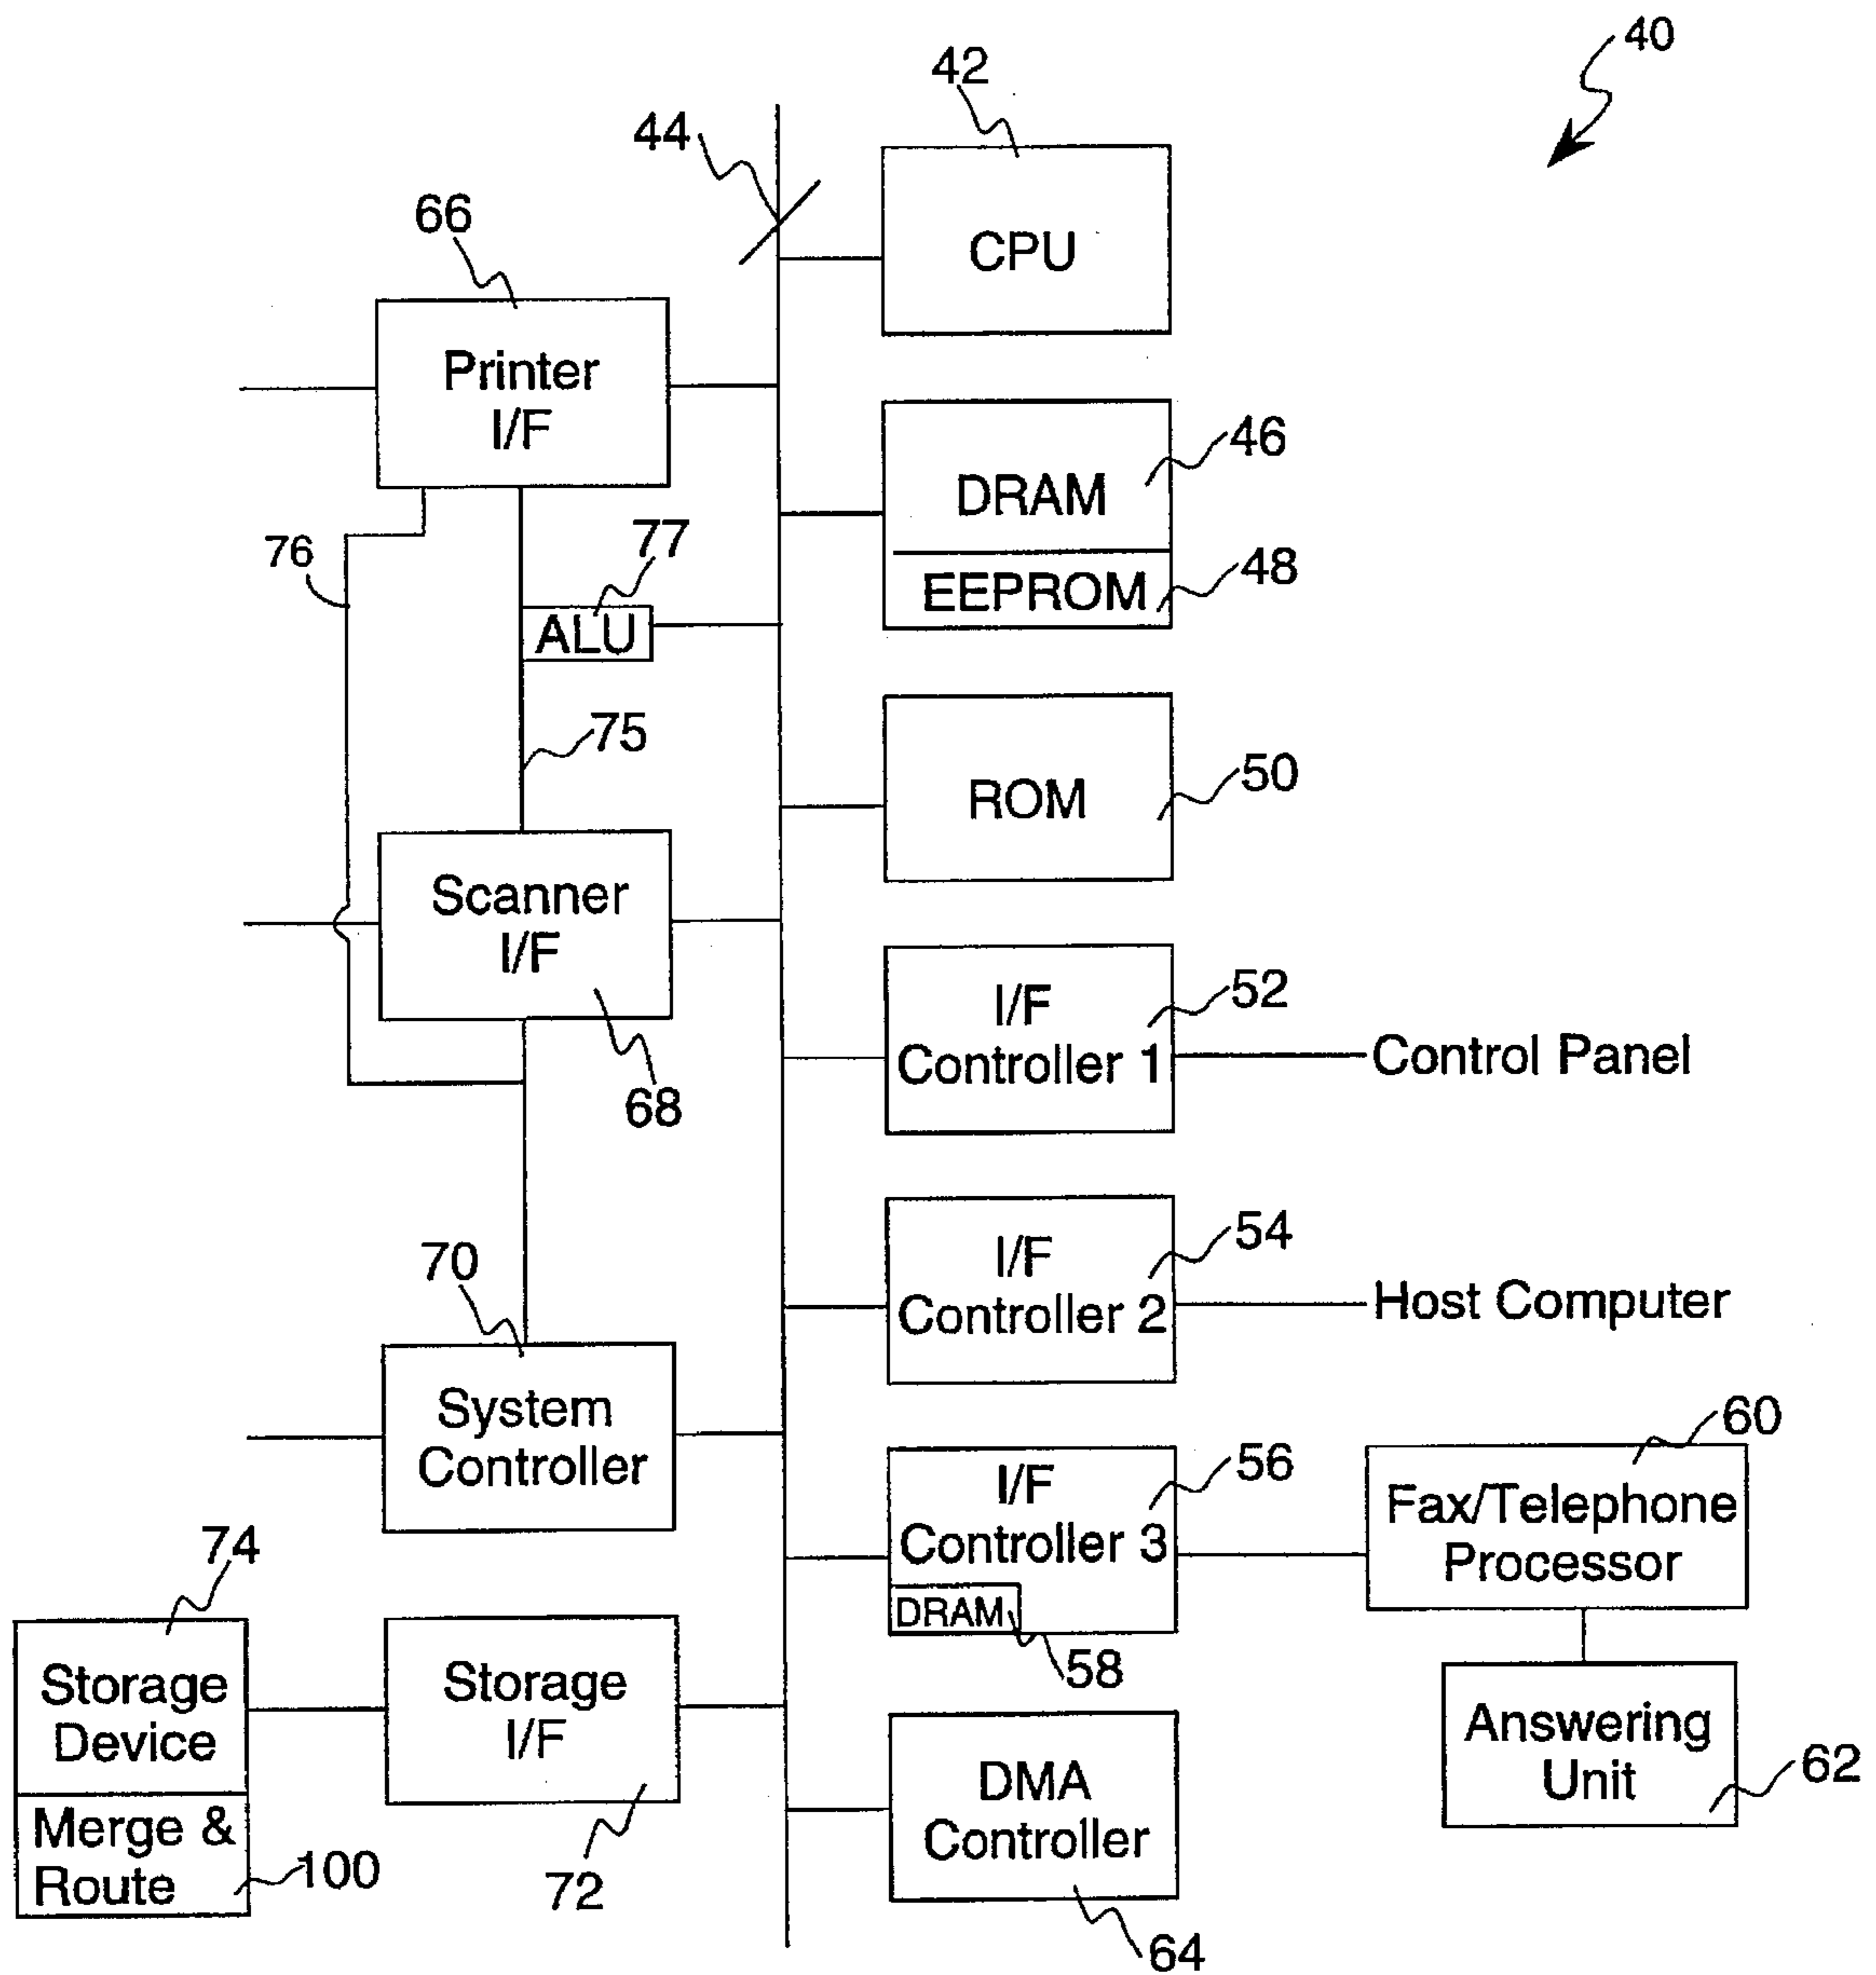 40
42
44
CPU
66
Printer
I/F
46
DRAM
48
EEPROM
76
77
ALU
75
50
ROM
Scanner
I/F
68
52
I/F
Controller 1
Control Panel
54
I/F
Controller 2
Host Computer
70
System
Controller
56
I/F
Controller 3
DRAM
58
60
Fax/Telephone
Processor
74
Storage
Device
Merge &
Route
100
Storage
I/F
72
Answering
Unit
62
DMA
Controller
64